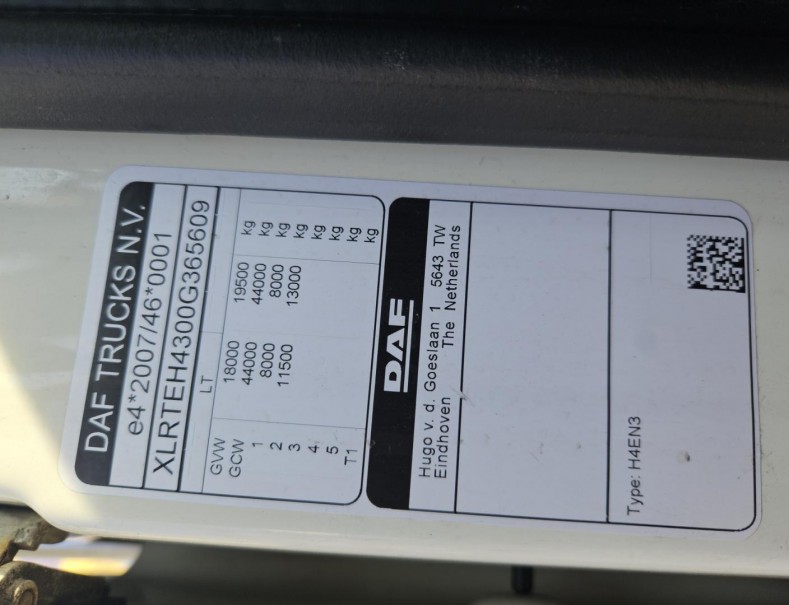 DAF TRUCKS N.V.
e4*2007/46*0001
XLRTEH4300G365609
LT
GVW 18000 19500 kg
GCW 44000 44000 kg
1 8000 8000 kg
2 11500 13000 kg
3 kg
4 kg
5 kg
T1 kg
DAF
Hugo v. d. Goeslaan 1 5643 TW
Eindhoven The Netherlands
Type: H4EN3